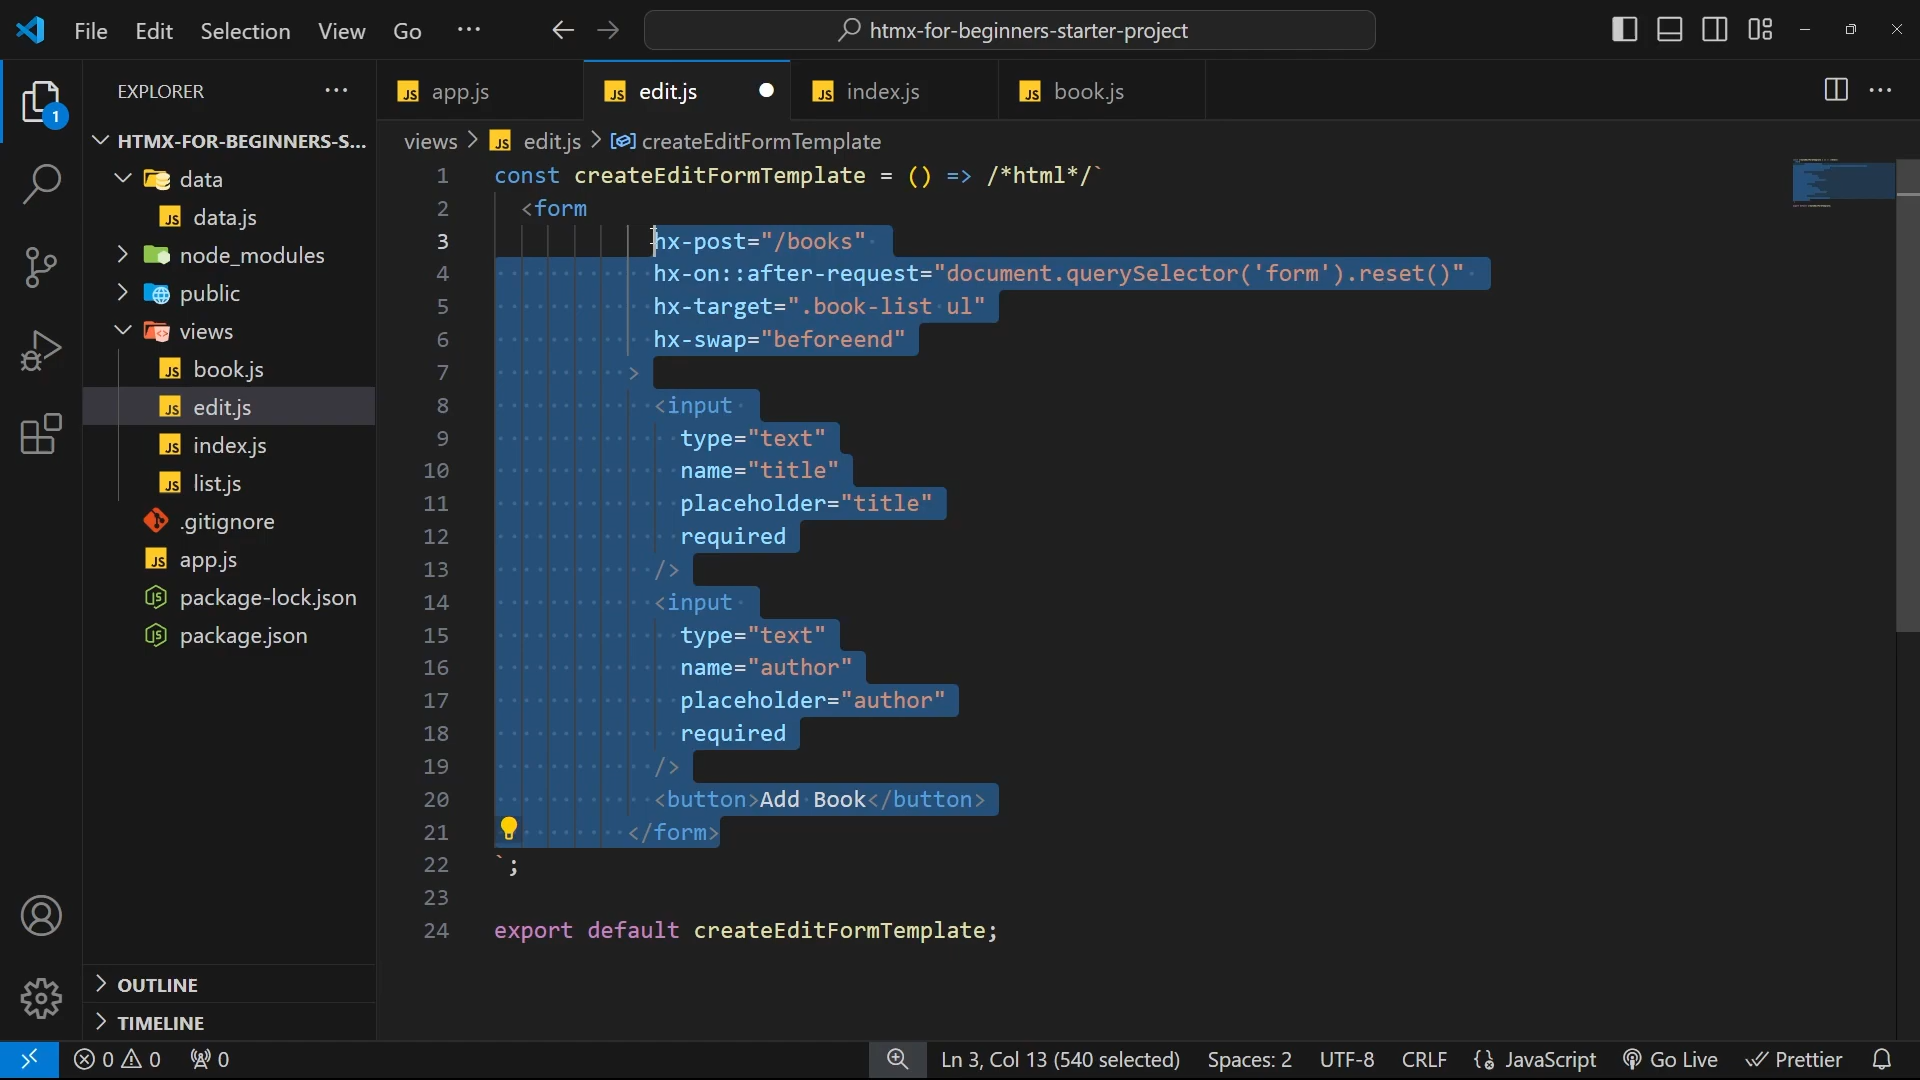 File Edit Selection View Go ...
htmx-for-beginners-starter-project
EXPLORER ...
1
HTMX-FOR-BEGINNERS-S...
data
data.js
node_modules
public
views
book.js
edit.js
index.js
list.js
.gitignore
app.js
package-lock.json
package.json
OUTLINE
TIMELINE
app.js edit.js index.js book.js
views > edit.js > createEditFormTemplate
1 const createEditFormTemplate = () => /*html*/`
2 <form
3 hx-post="/books"
4 hx-on::after-request="document.querySelector('form').reset()"
5 hx-target=".book-list ul"
6 hx-swap="beforeend"
7 >
8 <input
9 type="text"
10 name="title"
11 placeholder="title"
12 required
13 />
14 <input
15 type="text"
16 name="author"
17 placeholder="author"
18 required
19 />
20 <button>Add Book</button>
21 </form>
22 `;
23
24 export default createEditFormTemplate;
0 0 0 Ln 3, Col 13 (540 selected) Spaces: 2 UTF-8 CRLF JavaScript Go Live Prettier